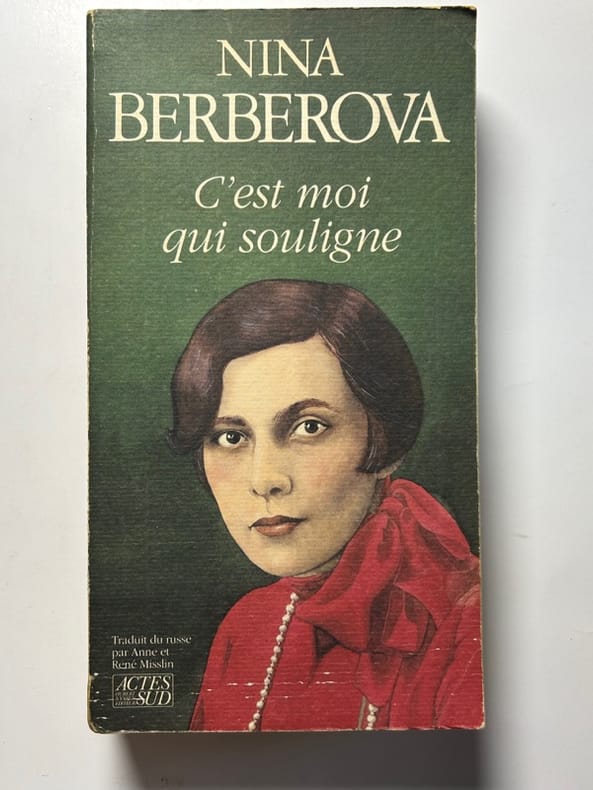 NINA
BERBEROVA
C'est moi
qui souligne
Traduit du russe
par Anne et
René Misslin
ACTES
SUD